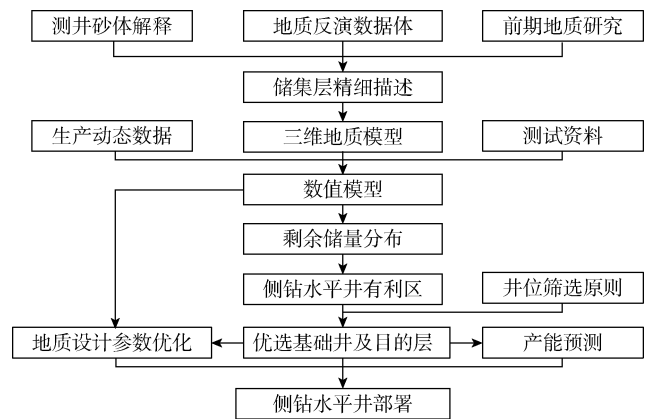 测井砂体解释
地质反演数据体
前期地质研究
储集层精细描述
生产动态数据
三维地质模型
测试资料
数值模型
剩余储量分布
侧钻水平井有利区
井位筛选原则
地质设计参数优化
优选基础井及目的层
产能预测
侧钻水平井部署